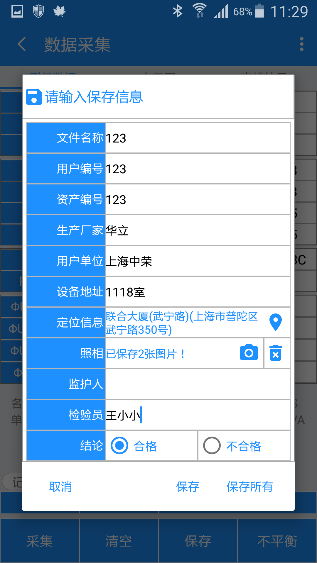 68% 11:29
数据采集
请输入保存信息
文件名称 123
用户编号 123
资产编号 123
生产厂家 华立
用户单位 上海中荣
设备地址 1118室
定位信息 联合大厦(武宁路)(上海市普陀区
武宁路350号)
照相 已保存2张图片！
监护人
检验员 王小小
结论 合格 不合格
取消 保存 保存所有
采集 清空 保存 不平衡